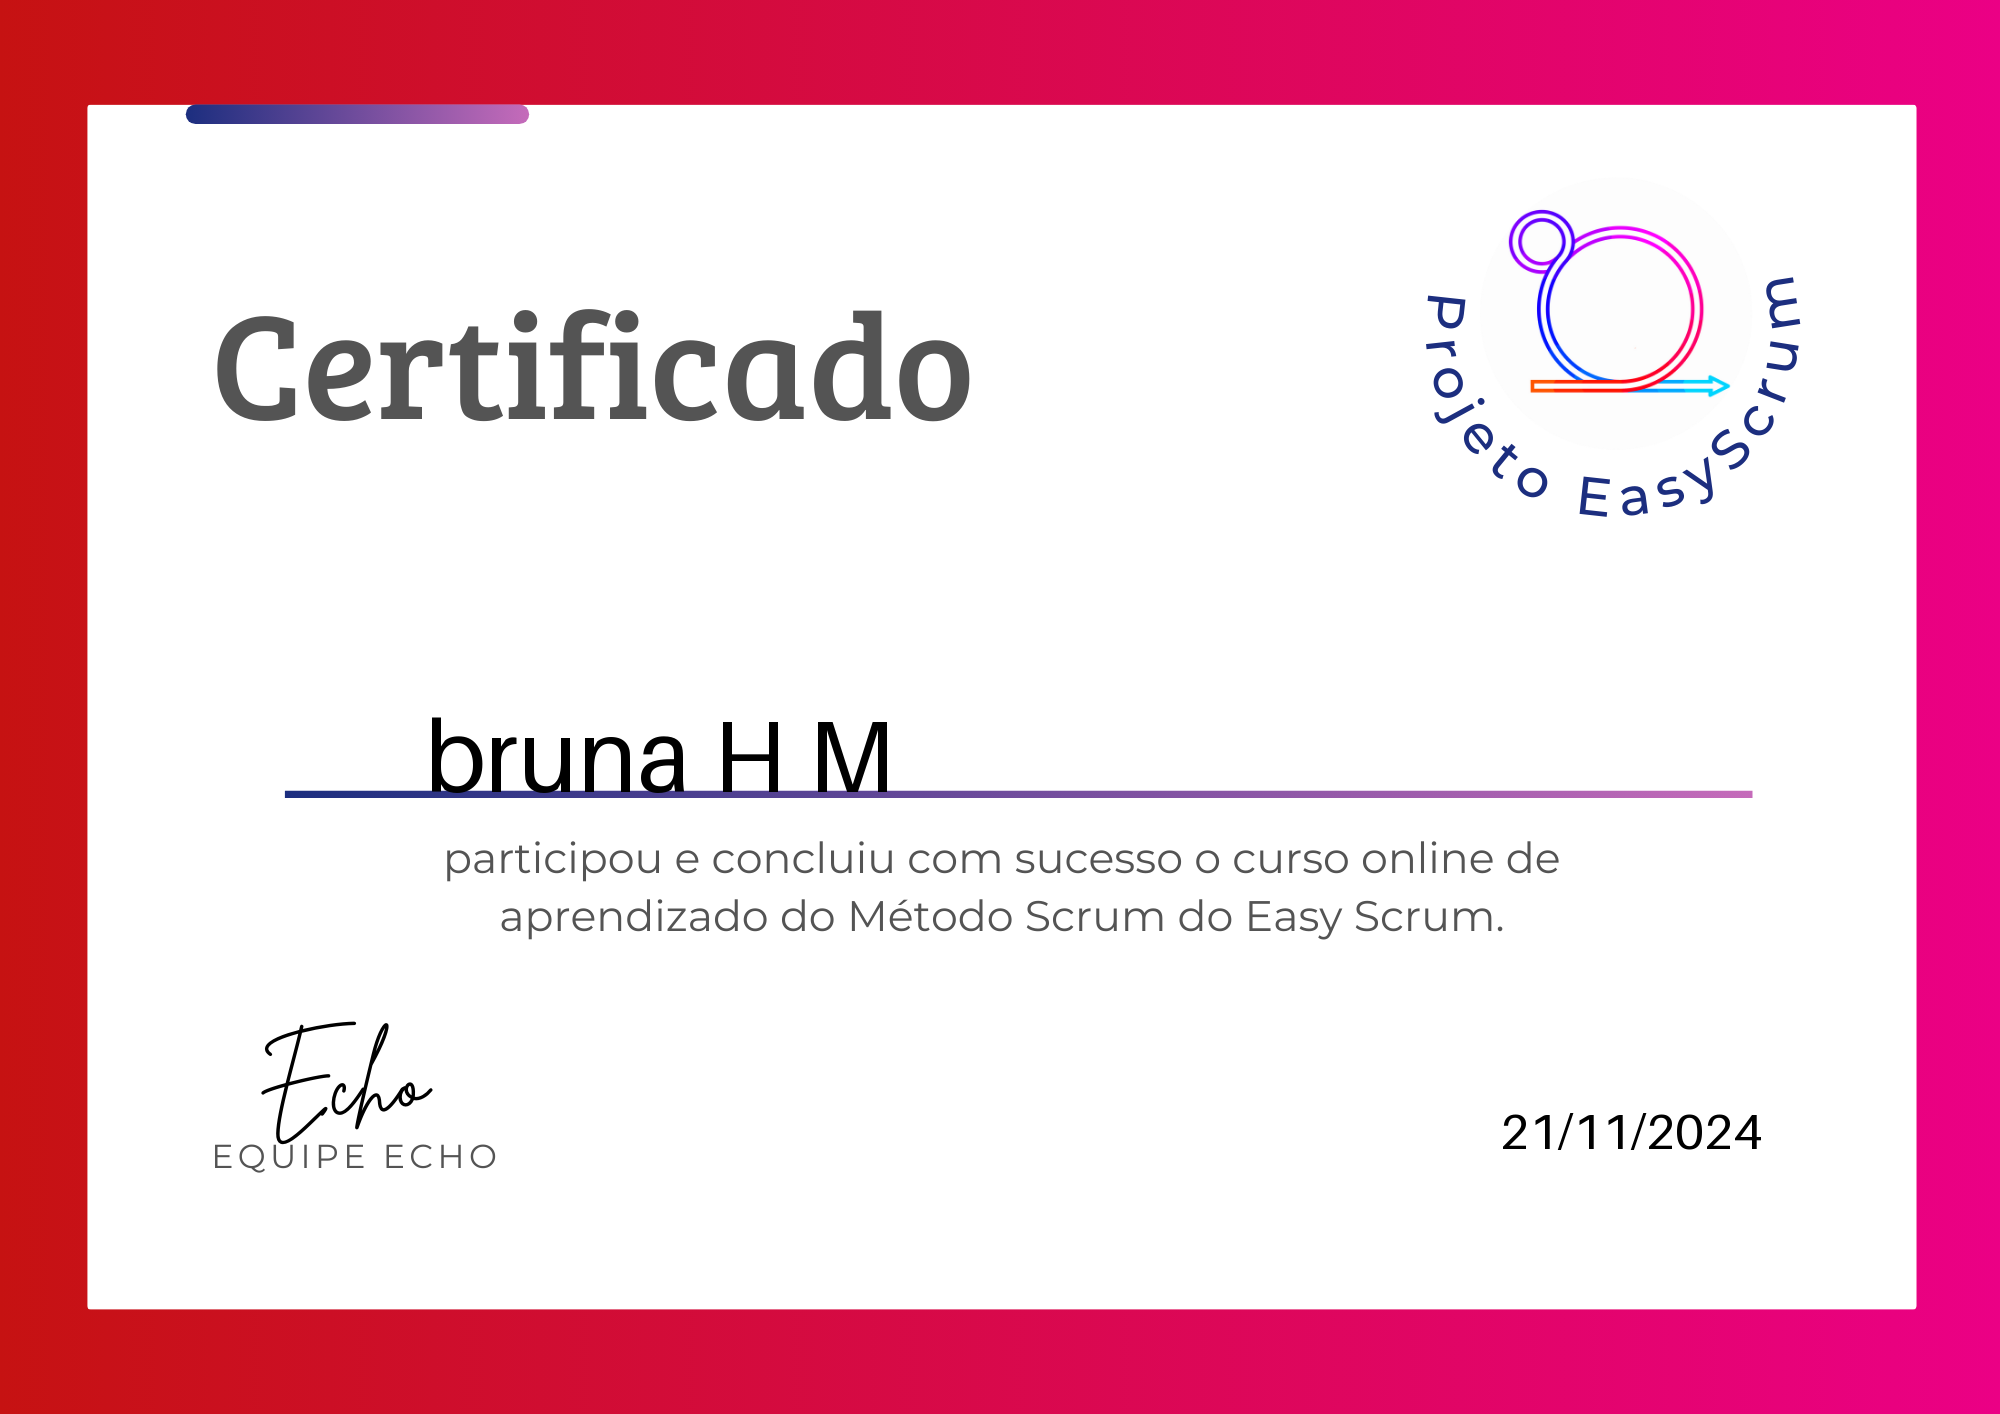 Certificado
Projeto EasyScrum
bruna H M
participou e concluiu com sucesso o curso online de
aprendizado do Método Scrum do Easy Scrum.
Echo
EQUIPE ECHO
21/11/2024